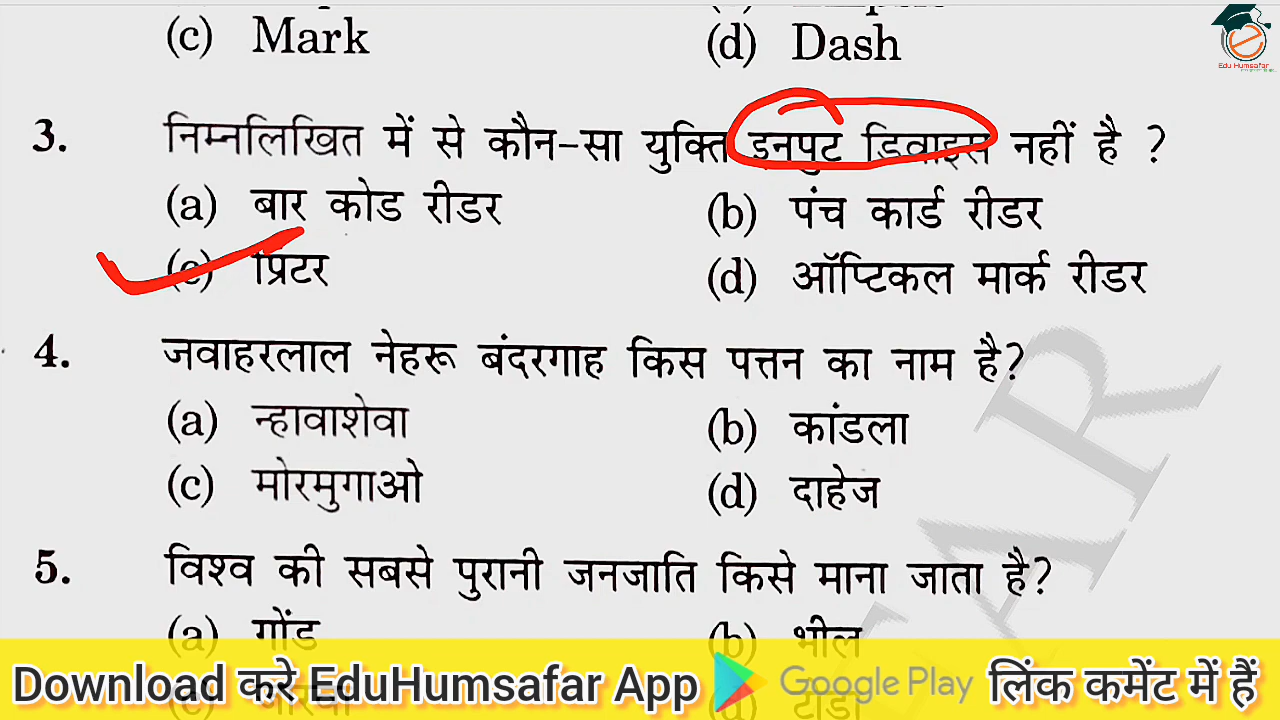 (c) Mark (d) Dash
Edu Humsafar
3. निम्नलिखित में से कौन-सा युक्ति इनपुट डिवाइस नहीं है ?
(a) बार कोड रीडर (b) पंच कार्ड रीडर
(c) प्रिंटर (d) ऑप्टिकल मार्क रीडर
4. जवाहरलाल नेहरू बंदरगाह किस पत्तन का नाम है?
(a) न्हावाशेवा (b) कांडला
(c) मोरमुगाओ (d) दाहेज
5. विश्व की सबसे पुरानी जनजाति किसे माना जाता है?
(a) गोंड (b) भील
Download करे EduHumsafar App Google Play लिंक कमेंट में हैं